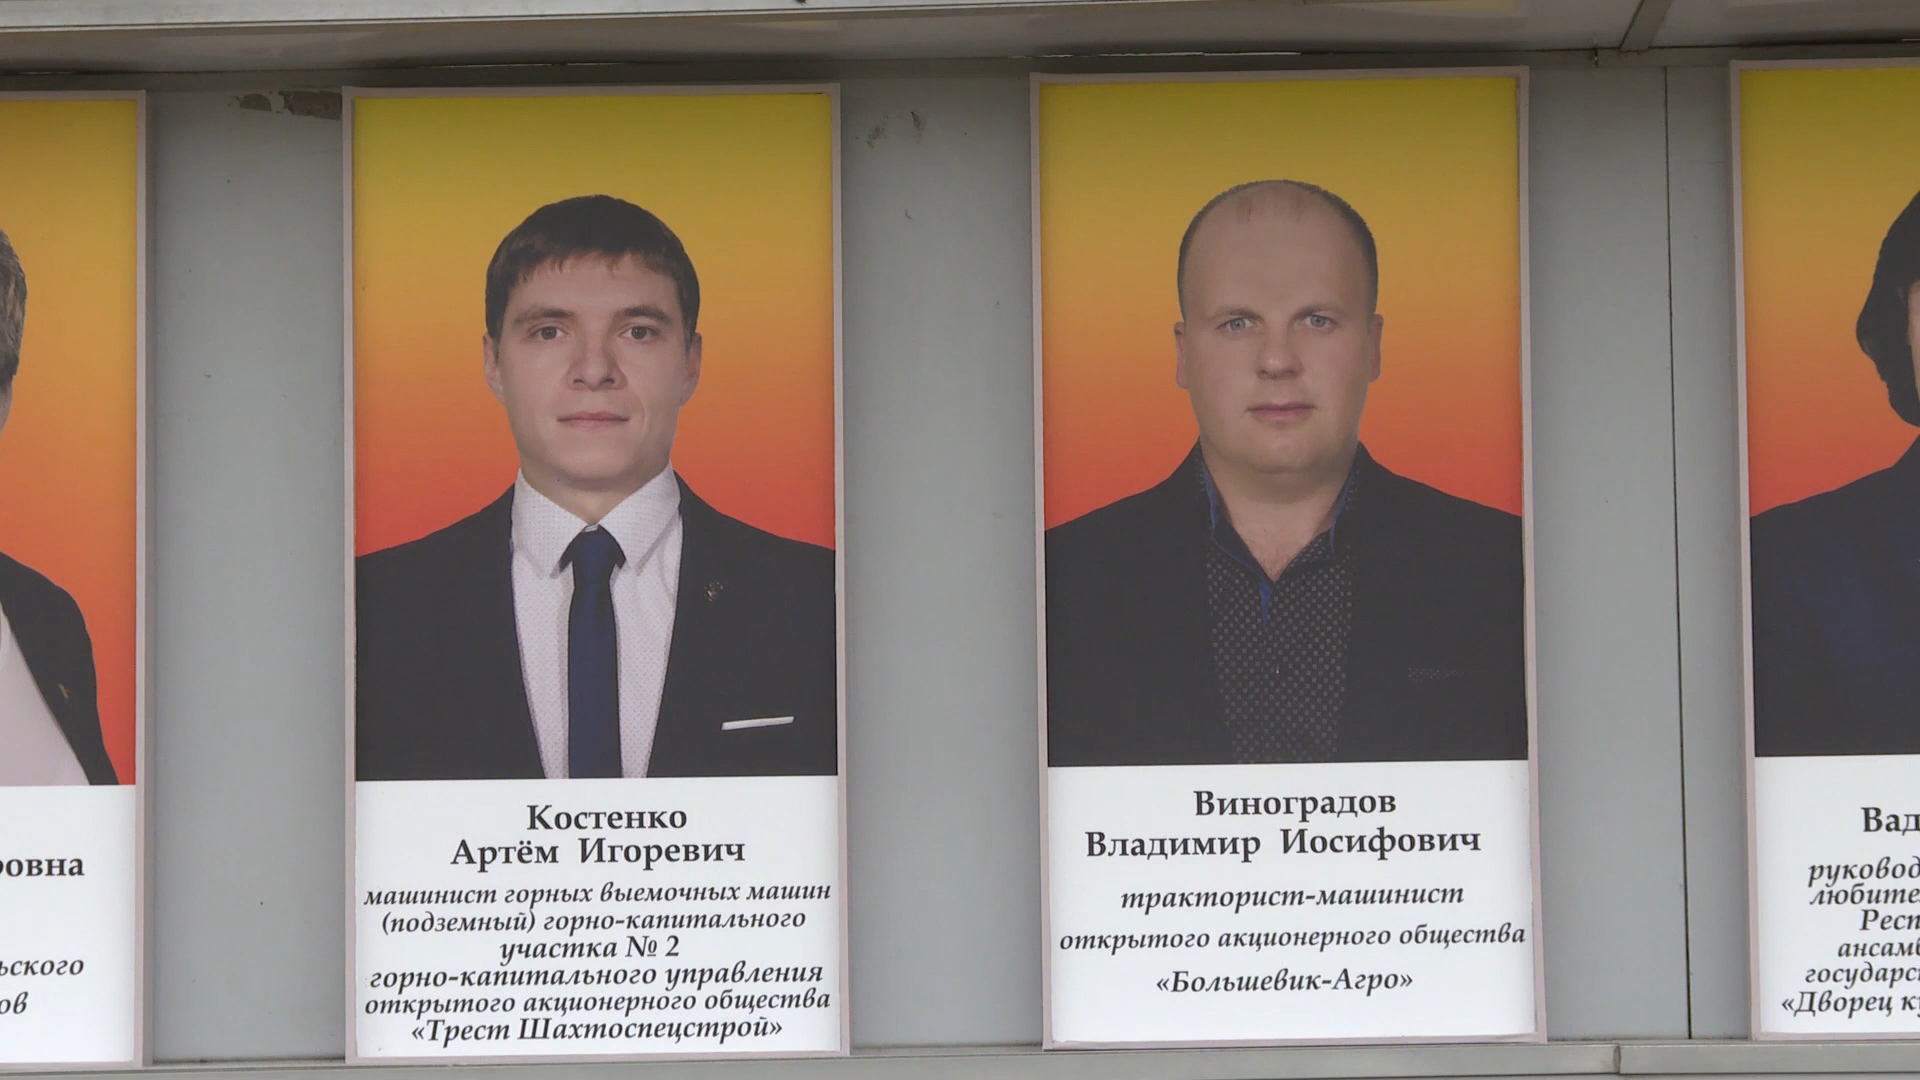 Костенко
Артём Игоревич
машинист горных выемочных машин
(подземный) горно-капитального
участка № 2
горно-капитального управления
открытого акционерного общества
«Трест Шахтоспецстрой»
Виноградов
Владимир Иосифович
тракторист-машинист
открытого акционерного общества
«Большевик-Агро»